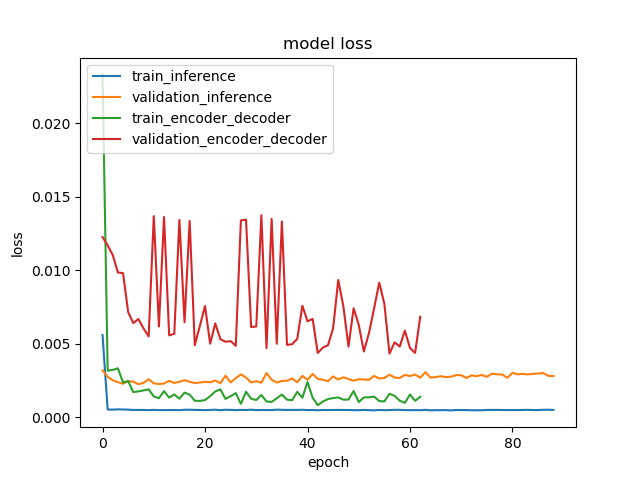 model loss
train_inference
validation_inference
train_encoder_decoder
validation_encoder_decoder
0.020
0.015
0.010
0.005
0.000
loss
0 20 40 60 80
epoch